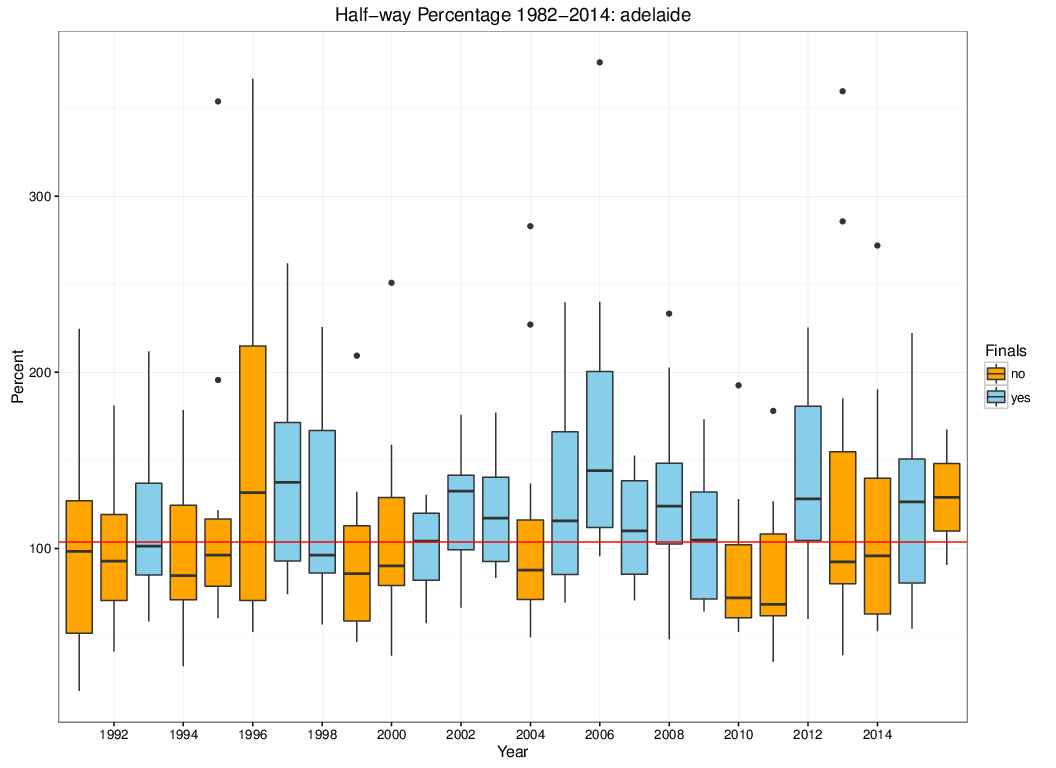 Half−way Percentage 1982−2014: adelaide
Percent
300
200
100
1992 1994 1996 1998 2000 2002 2004 2006 2008 2010 2012 2014
Year
Finals
no
yes